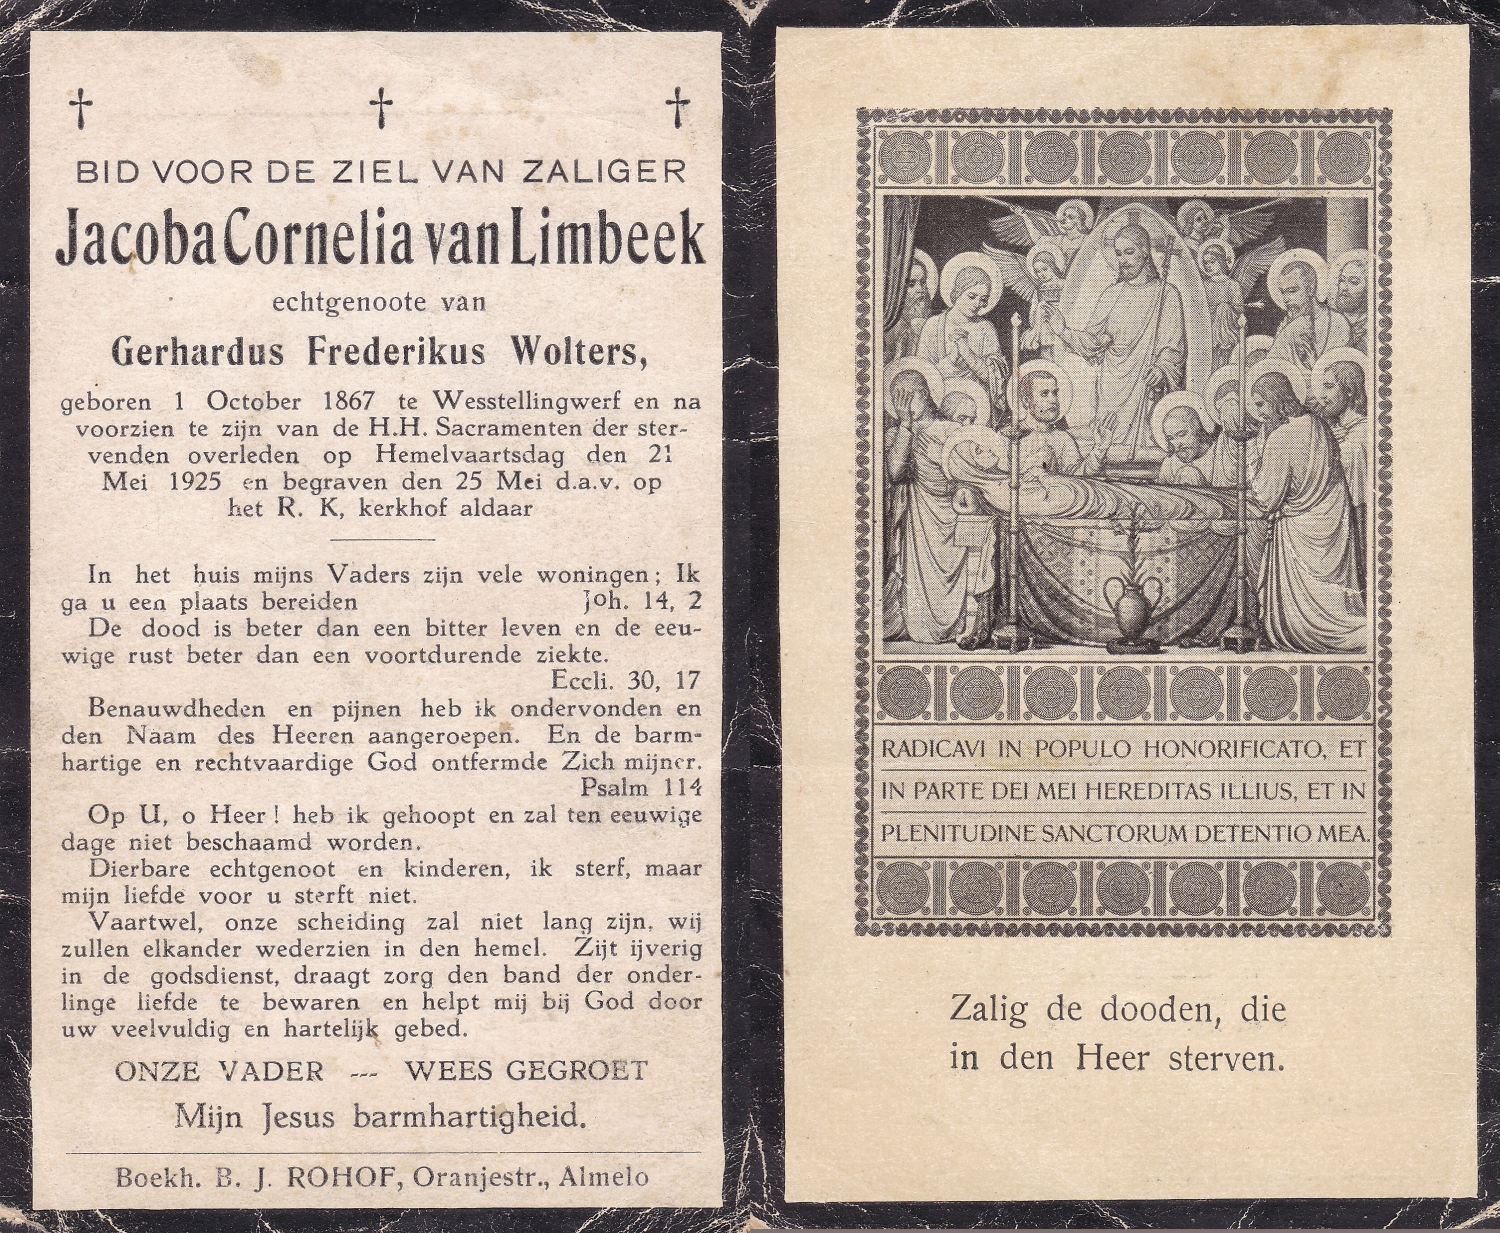 BID VOOR DE ZIEL VAN ZALIGER
Jacoba Cornelia van Limbeek
echtgenoote van
Gerhardus Frederikus Wolters,
geboren 1 October 1867 te Wesstellingwerf en na
voorzien te zijn van de H.H. Sacramenten der ster-
venden overleden op Hemelvaartsdag den 21
Mei 1925 en begraven den 25 Mei d.a.v. op
het R. K, kerkhof aldaar
In het huis mijns Vaders zijn vele woningen; Ik
ga u een plaats bereiden Joh. 14, 2
De dood is beter dan een bitter leven en de eeu-
wige rust beter dan een voortdurende ziekte.
Eccli. 30, 17
Benauwdheden en pijnen heb ik ondervonden en
den Naam des Heeren aangeroepen. En de barm-
hartige en rechtvaardige God ontfermde Zich mijner.
Psalm 114
Op U, o Heer! heb ik gehoopt en zal ten eeuwige
dage niet beschaamd worden.
Dierbare echtgenoot en kinderen, ik sterf, maar
mijn liefde voor u sterft niet.
Vaartwel, onze scheiding zal niet lang zijn, wij
zullen elkander wederzien in den hemel. Zijt ijverig
in de godsdienst, draagt zorg den band der onder-
linge liefde te bewaren en helpt mij bij God door
uw veelvuldig en hartelijk gebed.
ONZE VADER --- WEES GEGROET
Mijn Jesus barmhartigheid.
Boekh. B. J. ROHOF, Oranjestr., Almelo
RADICAVI IN POPULO HONORIFICATO, ET
IN PARTE DEI MEI HEREDITAS ILLIUS, ET IN
PLENITUDINE SANCTORUM DETENTIO MEA.
Zalig de dooden, die
in den Heer sterven.